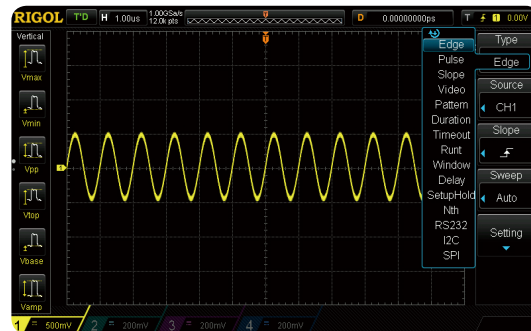 RIGOL T'D H 1.00us 1.00GSa/s 12.0k pts D 0.00000000ps T 1 0.00V
Vertical
Vmax
Vmin
Vpp
Vtop
Vbase
Vamp
Edge
Pulse
Slope
Video
Pattern
Duration
Timeout
Runt
Window
Delay
SetupHold
Nth
RS232
I2C
SPI
Type
Edge
Source
CH1
Slope
Sweep
Auto
Setting
1 = 500mV 2 = 200mV 3 = 200mV 4 = 200mV